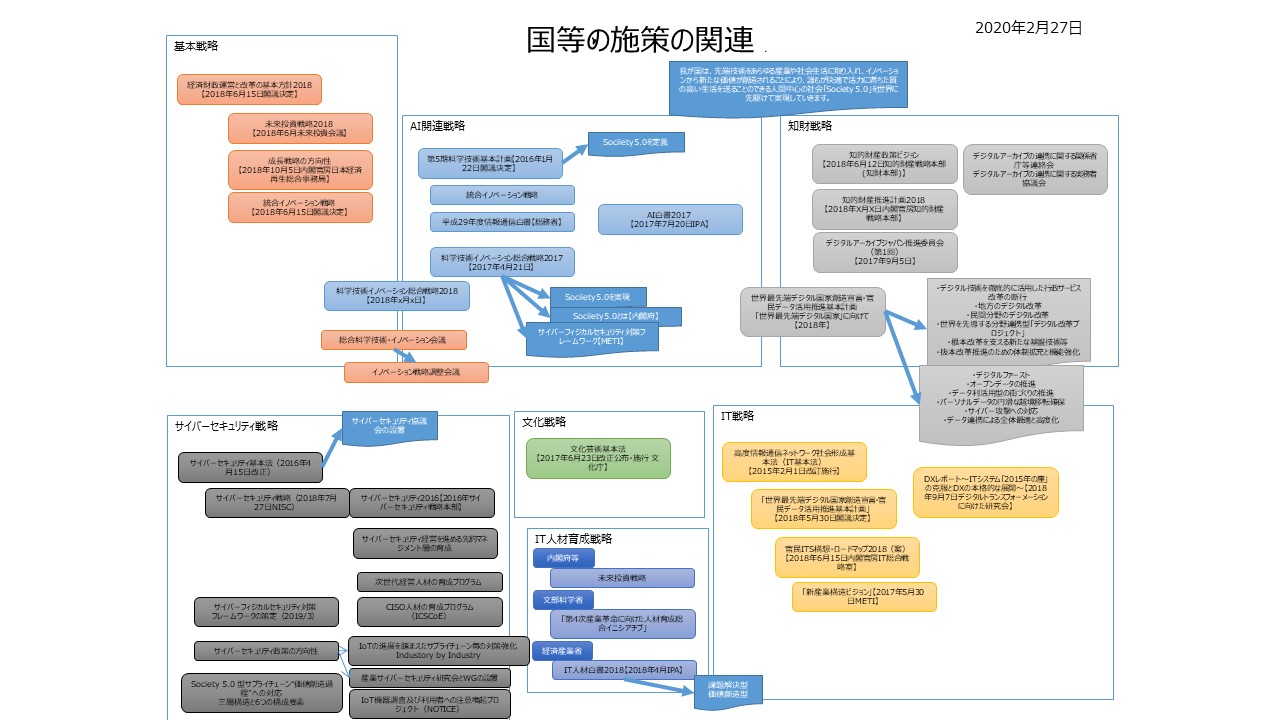 国等の施策の関連
2020年2月27日
我が国は、先端技術をあらゆる産業や社会生活に取り入れ、イノベーショ
ンから新たな価値が創造されることにより、誰もが快適で活力に満ちた質
の高い生活を送ることのできる人間中心の社会「Society 5.0」を世界に
先駆けて実現していきます。
基本戦略
経済財政運営と改革の基本方針2018
【2018年6月15日閣議決定】
未来投資戦略2018
【2018年6月未来投資会議】
成長戦略の方向性
【2018年10月5日内閣官房日本経済
再生総合事務局】
統合イノベーション戦略
【2018年6月15日閣議決定】
科学技術イノベーション総合戦略2018
【2018年x月x日】
総合科学技術・イノベーション会議
イノベーション戦略調整会議
AI関連戦略
第5期科学技術基本計画【2016年1月
22日閣議決定】
Sociiety5.0を定義
統合イノベーション戦略
平成29年度情報通信白書【総務省】
AI白書2017
【2017年7月20日IPA】
科学技術イノベーション総合戦略2017
【2017年4月21日】
Sociiety5.0を実現
Sociiety5.0とは【内閣府】
サイバーフィジカルセキュリティ対策フ
レームワーク【METI】
知財戦略
知的財産政策ビジョン
【2018年6月12日知的財産戦略本部
（知財本部）】
デジタルアーカイブの連携に関する関係省
庁等連絡会
デジタルアーカイブの連携に関する実務者
協議会
知的財産推進計画2018
【2018年X月X日内閣官房知的財産
戦略本部】
デジタルアーカイブジャパン推進委員会
（第1回）
【2017年9月5日】
世界最先端デジタル国家創造宣言・官
民データ活用推進基本計画
「世界最先端デジタル国家」に向けて
【2018年】
・デジタル技術を徹底的に活用した行政サービス
改革の断行
・地方のデジタル改革
・民間分野のデジタル改革
・世界を先導する分野連携型「デジタル改革プ
ロジェクト」
・根本改革を支える新たな基盤技術等
・抜本改革推進のための体制拡充と機能強化
・デジタルファースト
・オープンデータの推進
・データ利活用型の街づくりの推進
・パーソナルデータの円滑な越境移転確保
・サイバー攻撃への対応
・データ連携による全体最適と高度化
サイバーセキュリティ戦略
サイバーセキュリティ協議
会の設置
サイバーセキュリティ基本法（2016年4
月15日改正）
サイバーセキュリティ戦略（2018年7月
27日NISC）
サイバーセキュリティ2016【2016年サイ
バーセキュリティ戦略本部】
サイバーセキュリティ経営を進める先約マネ
ジメント層の育成
次世代経営人材の育成プログラム
サイバーフィジカルセキュリティ対策
フレームワークの策定（2019/3）
CISO人材の育成プログラム
（ICSCoE）
サイバーセキュリティ政策の方向性
IoTの進展を踏まえたサプライチェーン毎の対策強化
Industory by Industry
産業サイバーセキュリティ研究会とWGの設置
Society 5.0 型サプライチェーン"価値創造過
程"への対応
三層構造と6つの構成要素
IoT機器調査及び利用者への注意喚起プロ
ジェクト（NOTICE）
文化戦略
文化芸術基本法
【2017年6月23日改正公布・施行 文
化庁】
IT人材育成戦略
内閣府等
未来投資戦略
文部科学省
「第4次産業革命に向けた人材育成総
合イニシアチブ」
経済産業省
IT人材白書2018【2018年4月IPA】
課題解決型
価値創造型
IT戦略
高度情報通信ネットワーク社会形成基
本法（IT基本法）
【2015年2月1日改訂施行】
「世界最先端デジタル国家創造宣言・官
民データ活用推進基本計画」
【2018年5月30日閣議決定】
DXレポート～ITシステム「2015年の崖」
の克服とDXの本格的な展開～【2018
年9月7日デジタルトランスフォーメーション
に向けた研究会】
官民ITS構想・ロードマップ2018（案）
【2018年6月15日内閣官房IT総合戦
略室】
「新産業構造ビジョン】【2017年5月30
日METI】